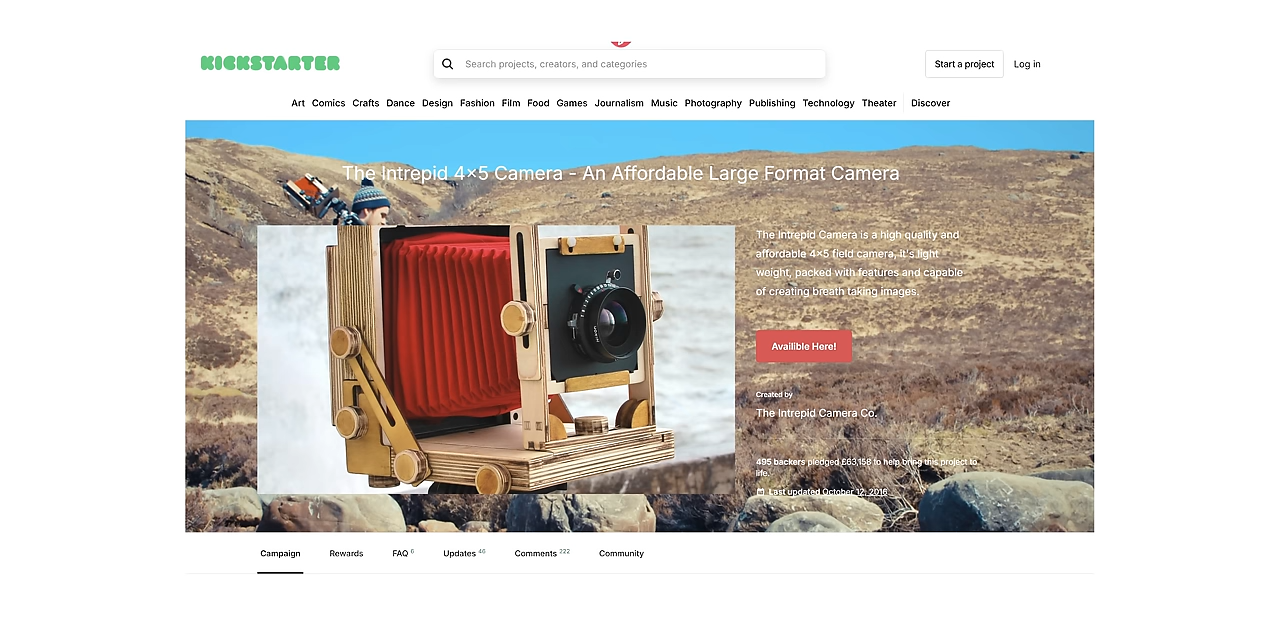 KICKSTARTER
Search projects, creators, and categories
Start a project
Log in
Art Comics Crafts Dance Design Fashion Film Food Games Journalism Music Photography Publishing Technology Theater Discover
The Intrepid 4×5 Camera - An Affordable Large Format Camera
The Intrepid Camera is a high quality and
affordable 4×5 field camera, it's light
weight, packed with features and capable
of creating breath taking images.
Availible Here!
Created by
The Intrepid Camera Co.
495 backers pledged £63,158 to help bring this project to
life.
Last updated October 12, 2016
Campaign Rewards FAQ 6 Updates 46 Comments 222 Community